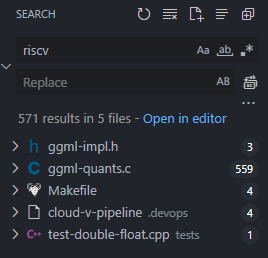 SEARCH
riscv
Aa ab .*
Replace
AB
571 results in 5 files - Open in editor
h ggml-impl.h 3
C ggml-quants.c 559
Makefile 4
cloud-v-pipeline .devops 4
C++ test-double-float.cpp tests 1